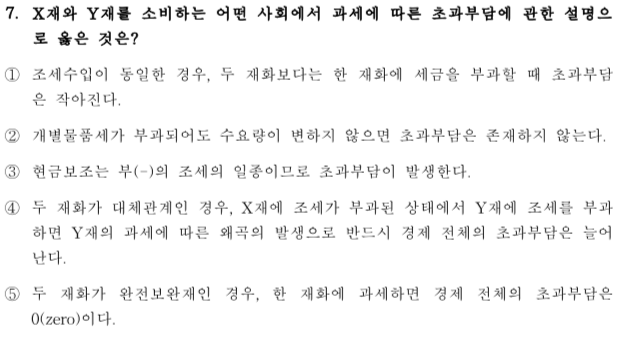 7. X재와 Y재를 소비하는 어떤 사회에서 과세에 따른 초과부담에 관한 설명으
로 옳은 것은?
① 조세수입이 동일한 경우, 두 재화보다는 한 재화에 세금을 부과할 때 초과부담
은 작아진다.
② 개별물품세가 부과되어도 수요량이 변하지 않으면 초과부담은 존재하지 않는다.
③ 현금보조는 부(-)의 조세의 일종이므로 초과부담이 발생한다.
④ 두 재화가 대체관계인 경우, X재에 조세가 부과된 상태에서 Y재에 조세를 부과
하면 Y재의 과세에 따른 왜곡의 발생으로 반드시 경제 전체의 초과부담은 늘어
난다.
⑤ 두 재화가 완전보완재인 경우, 한 재화에 과세하면 경제 전체의 초과부담은
0(zero)이다.